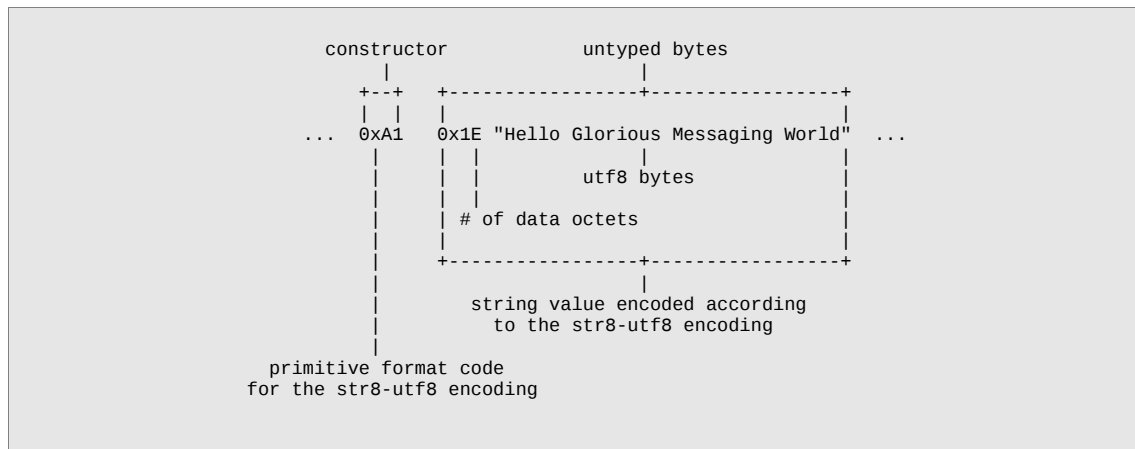 constructor untyped bytes
| |
+--+ +-----------------+-----------------+
| | | |
... 0xA1 0x1E "Hello Glorious Messaging World" ...
| | | | |
| | | utf8 bytes |
| | | |
| | # of data octets |
| | |
| +-----------------+-----------------+
| |
| string value encoded according
| to the str8-utf8 encoding
|
primitive format code
for the str8-utf8 encoding